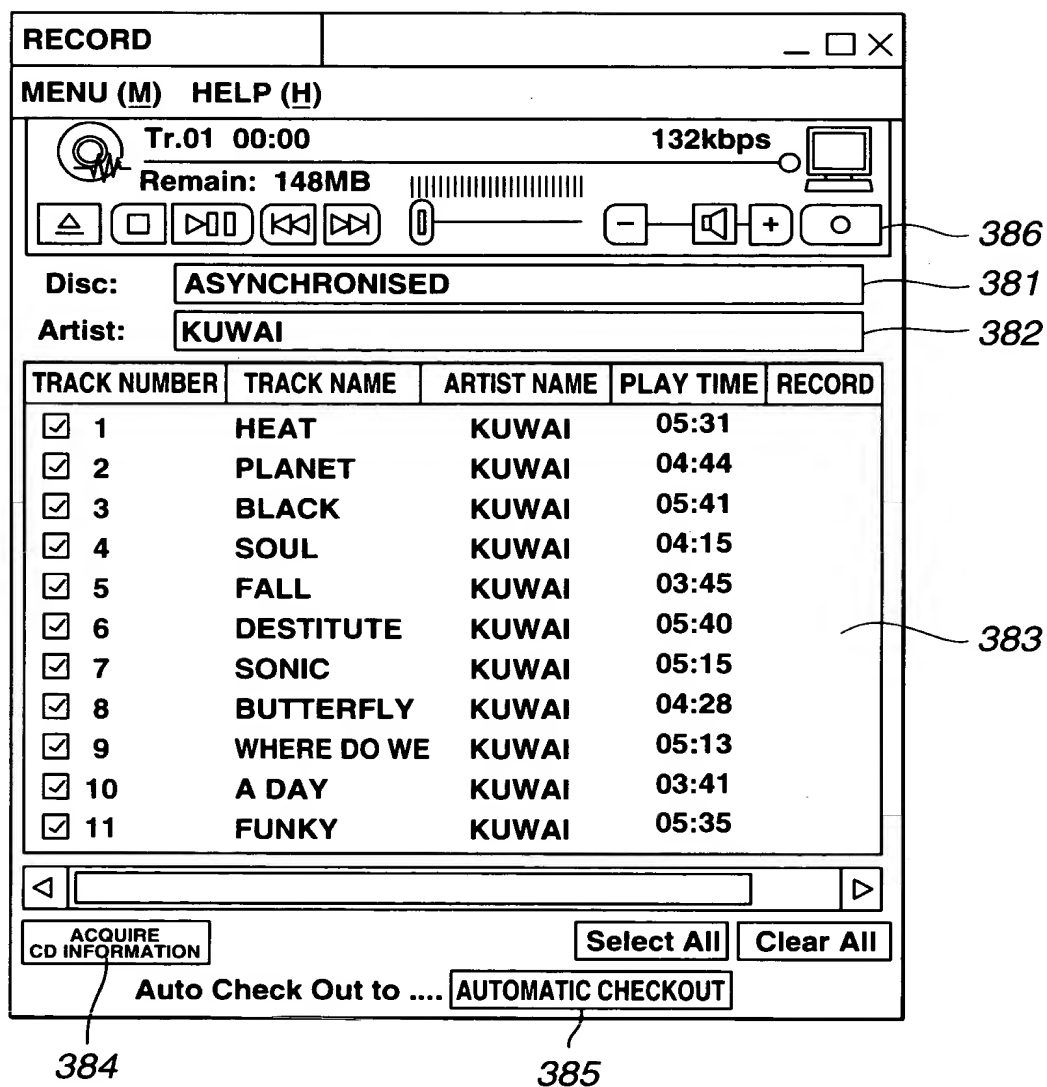 RECORD
MENU (M) HELP (H)
Tr.01 00:00 132kbps
Remain: 148MB
386
Disc: ASYNCHRONISED 381
Artist: KUWAI 382
TRACK NUMBER TRACK NAME ARTIST NAME PLAY TIME RECORD
1 HEAT KUWAI 05:31
2 PLANET KUWAI 04:44
3 BLACK KUWAI 05:41
4 SOUL KUWAI 04:15
5 FALL KUWAI 03:45
6 DESTITUTE KUWAI 05:40
383
7 SONIC KUWAI 05:15
8 BUTTERFLY KUWAI 04:28
9 WHERE DO WE KUWAI 05:13
10 A DAY KUWAI 03:41
11 FUNKY KUWAI 05:35
ACQUIRE
CD INFORMATION
Select All Clear All
Auto Check Out to .... AUTOMATIC CHECKOUT
384 385